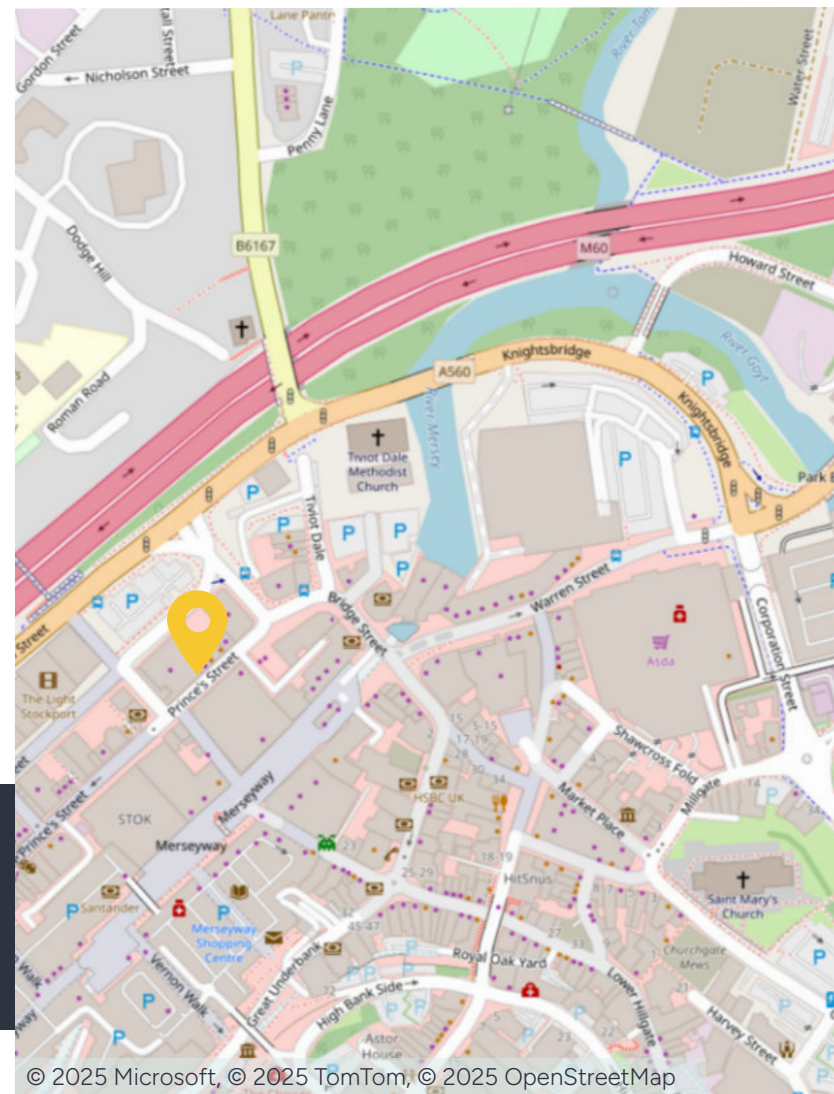 Lane Pantry
Gordon Street
Nicholson Street
Penny Lane
River Tame
Water Street
B6167
M60
Dodge Hill
Howard Street
River Goyt
Knightsbridge
A560
Knightsbridge
Roman Road
River Mersey
Tiviot Dale
Methodist
Church
Park
Tiviot Dale
Bridge Street
Warren Street
Corporation Street
Asda
Street
The Light
Stockport
Prince's Street
Shawcross Fold
Millgate
Market Place
HSBC UK
Merseyway
Merseyway
STOK
Prince's Street
HitSnus
Saint Mary's
Church
Santander
Merseyway
Shopping
Centre
Churchgate
Mews
Great Underbank
Royal Oak Yard
Vernon Walk
High Bank Side
Lower Hillgate
Harvey Street
Astor
House
© 2025 Microsoft, © 2025 TomTom, © 2025 OpenStreetMap